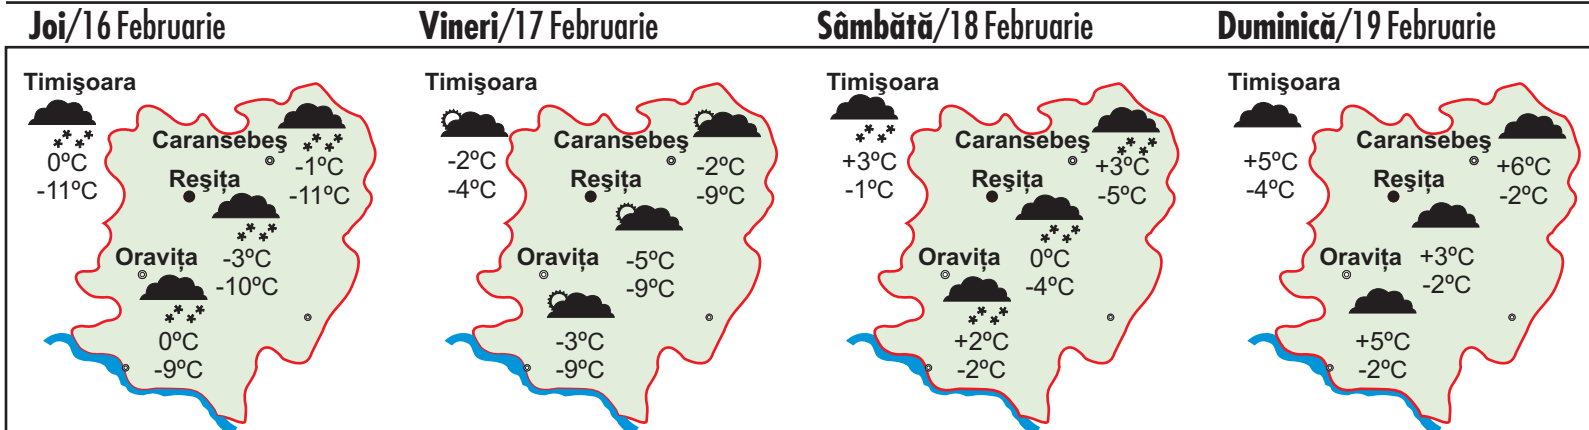 Joi/16 Februarie
Timişoara
0ºC
-11ºC
Caransebeş
-1ºC
-11ºC
Reşiţa
-3ºC
-10ºC
Oraviţa
0ºC
-9ºC
Vineri/17 Februarie
Timişoara
-2ºC
-4ºC
Caransebeş
-2ºC
-9ºC
Reşiţa
-5ºC
-9ºC
Oraviţa
-3ºC
-9ºC
Sâmbătă/18 Februarie
Timişoara
+3ºC
-1ºC
Caransebeş
+3ºC
-5ºC
Reşiţa
0ºC
-4ºC
Oraviţa
+2ºC
-2ºC
Duminică/19 Februarie
Timişoara
+5ºC
-4ºC
Caransebeş
+6ºC
-2ºC
Reşiţa
+3ºC
-2ºC
Oraviţa
+5ºC
-2ºC